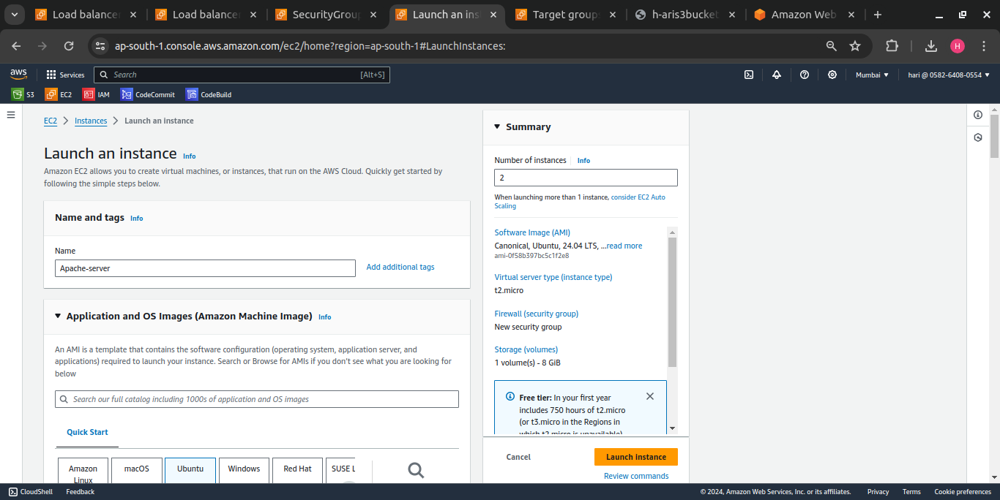 Load balancer
Load balancer
SecurityGroup
Launch an ins
Target groups
h-aris3bucket
Amazon Web
ap-south-1.console.aws.amazon.com/ec2/home?region=ap-south-1#LaunchInstances:
H
aws
Services
Search
[Alt+S]
Mumbai
hari @ 0582-6408-0554
S3
EC2
IAM
CodeCommit
CodeBuild
EC2
Instances
Launch an instance
Launch an instance
Info
Amazon EC2 allows you to create virtual machines, or instances, that run on the AWS Cloud. Quickly get started by
following the simple steps below.
Name and tags
Info
Name
Apache-server
Add additional tags
Application and OS Images (Amazon Machine Image)
Info
An AMI is a template that contains the software configuration (operating system, application server, and
applications) required to launch your instance. Search or Browse for AMIs if you don't see what you are looking for
below
Search our full catalog including 1000s of application and OS images
Quick Start
Amazon
Linux
macOS
Ubuntu
Windows
Red Hat
SUSE L
Summary
Number of instances
Info
2
When launching more than 1 instance, consider EC2 Auto
Scaling
Software Image (AMI)
Canonical, Ubuntu, 24.04 LTS, ...read more
ami-0f58b397bc5c1f2e8
Virtual server type (instance type)
t2.micro
Firewall (security group)
New security group
Storage (volumes)
1 volume(s) - 8 GiB
Free tier: In your first year
includes 750 hours of t2.micro
(or t3.micro in the Regions in
which t2.micro is unavailable)
Cancel
Launch instance
Review commands
CloudShell
Feedback
© 2024, Amazon Web Services, Inc. or its affiliates.
Privacy
Terms
Cookie preferences